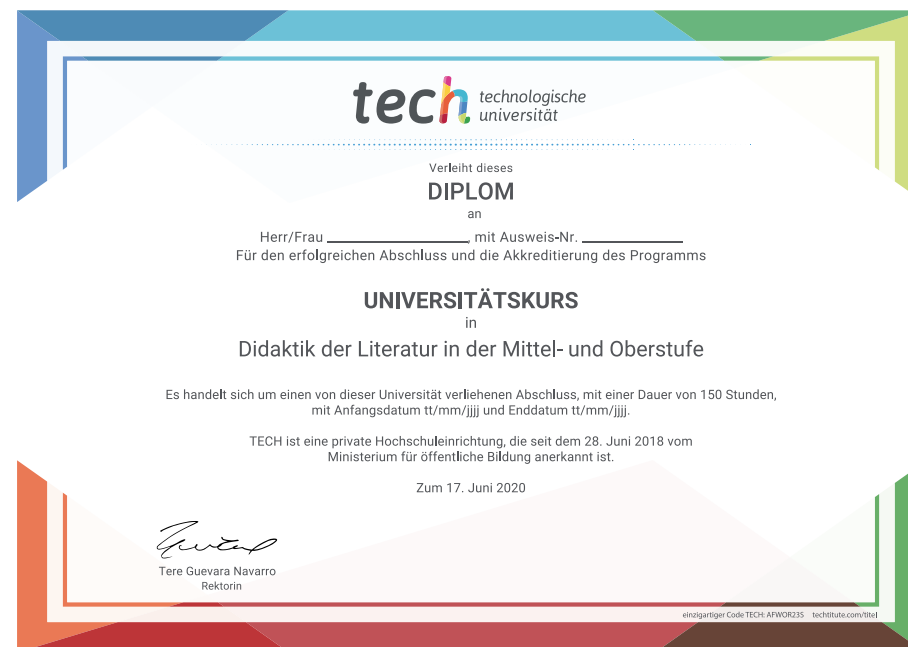 tech technologische
universität
Verleiht dieses
DIPLOM
an
Herr/Frau ____________, mit Ausweis-Nr. ____________
Für den erfolgreichen Abschluss und die Akkreditierung des Programms
UNIVERSITÄTSKURS
in
Didaktik der Literatur in der Mittel- und Oberstufe
Es handelt sich um einen von dieser Universität verliehenen Abschluss, mit einer Dauer von 150 Stunden,
mit Anfangsdatum tt/mm/jjjj und Enddatum tt/mm/jjjj.
TECH ist eine private Hochschuleinrichtung, die seit dem 28. Juni 2018 vom
Ministerium für öffentliche Bildung anerkannt ist.
Zum 17. Juni 2020
Tere Guevara Navarro
Rektorin
einzigartiger Code TECH: AFWOR23S techtitute.com/titel